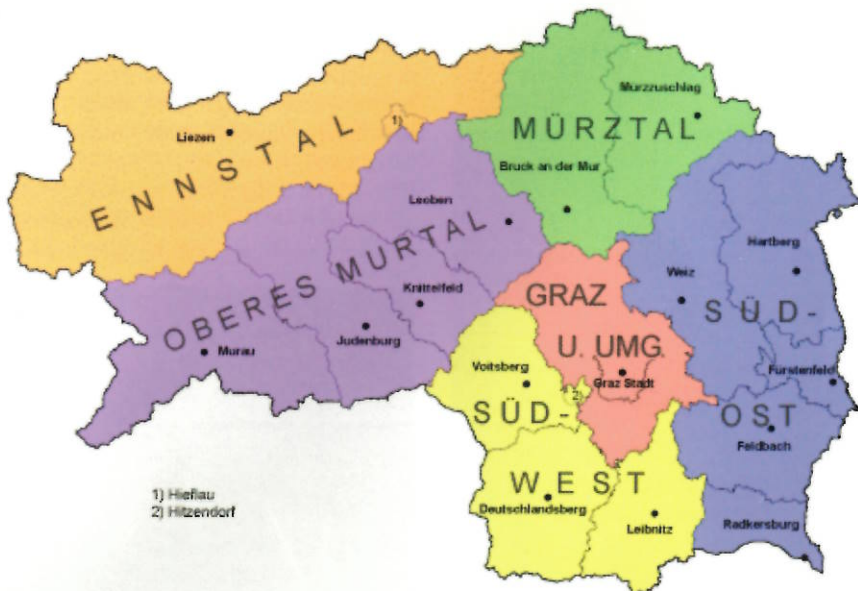 ENNSTAL
Liezen
1)
MÜRZTAL
Mürzzuschlag
Bruck an der Mur
OBERES MURTAL
Leoben
Knittelfeld
Judenburg
Murau
GRAZ
U. UMG.
Graz Stadt
SÜD-
OST
Hartberg
Weiz
Fürstenfeld
Feldbach
Radkersburg
SÜD-
WEST
Voitsberg
2)
2)
Deutschlandsberg
Leibnitz
1) Hieflau
2) Hitzendorf